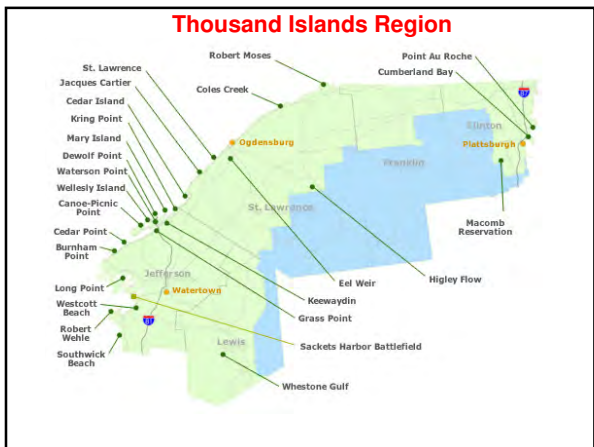 Thousand Islands Region
Robert Moses
Point Au Roche
Cumberland Bay
St. Lawrence
Jacques Cartier
Coles Creek
87
Cedar Island
Kring Point
Clinton
Mary Island
Ogdensburg
Plattsburgh
Dewolf Point
Franklin
Waterson Point
Wellesly Island
Canoe-Picnic
Point
St. Lawrence
Macomb
Reservation
Cedar Point
Burnham
Point
Jefferson
Eel Weir
Higley Flow
Long Point
Watertown
Keewaydin
Westcott
Beach
Grass Point
Robert
Wehle
81
Lewis
Sackets Harbor Battlefield
Southwick
Beach
Whestone Gulf